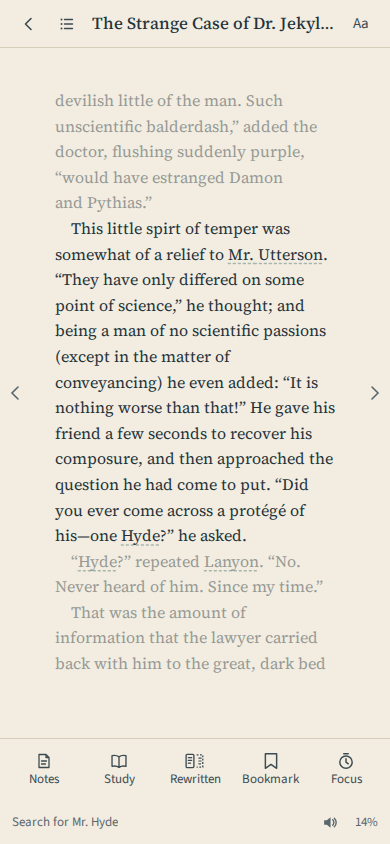 The Strange Case of Dr. Jekyl...
Aa
devilish little of the man. Such
unscientific balderdash,” added the
doctor, flushing suddenly purple,
“would have estranged Damon
and Pythias.”
This little spirt of temper was
somewhat of a relief to Mr. Utterson.
“They have only differed on some
point of science,” he thought; and
being a man of no scientific passions
(except in the matter of
conveyancing) he even added: “It is
nothing worse than that!” He gave his
friend a few seconds to recover his
composure, and then approached the
question he had come to put. “Did
you ever come across a protégé of
his—one Hyde?” he asked.
“Hyde?” repeated Lanyon. “No.
Never heard of him. Since my time.”
That was the amount of
information that the lawyer carried
back with him to the great, dark bed
Notes
Study
Rewritten
Bookmark
Focus
Search for Mr. Hyde
14%